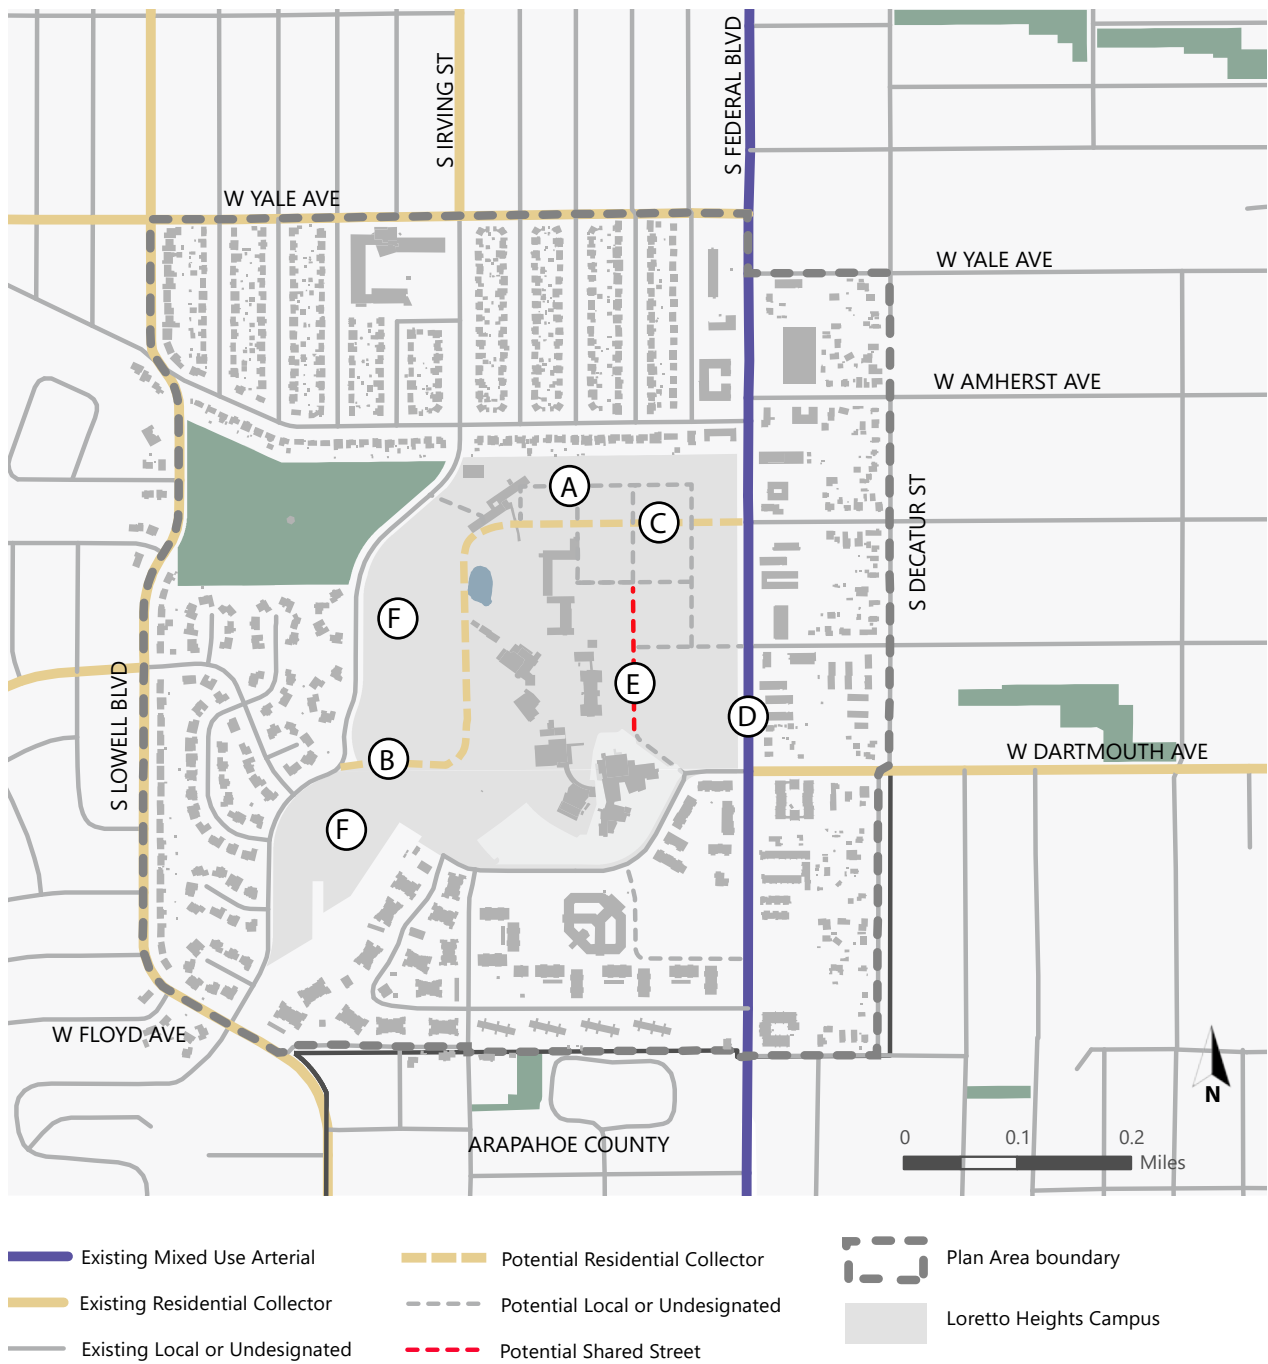 S IRVING ST
S FEDERAL BLVD
W YALE AVE
W YALE AVE
W AMHERST AVE
A
C
S DECATUR ST
F
E
S LOWELL BLVD
D
B
W DARTMOUTH AVE
F
W FLOYD AVE
N
ARAPAHOE COUNTY
0 0.1 0.2
Miles
Existing Mixed Use Arterial
Existing Residential Collector
Existing Local or Undesignated
Potential Residential Collector
Potential Local or Undesignated
Potential Shared Street
Plan Area boundary
Loretto Heights Campus